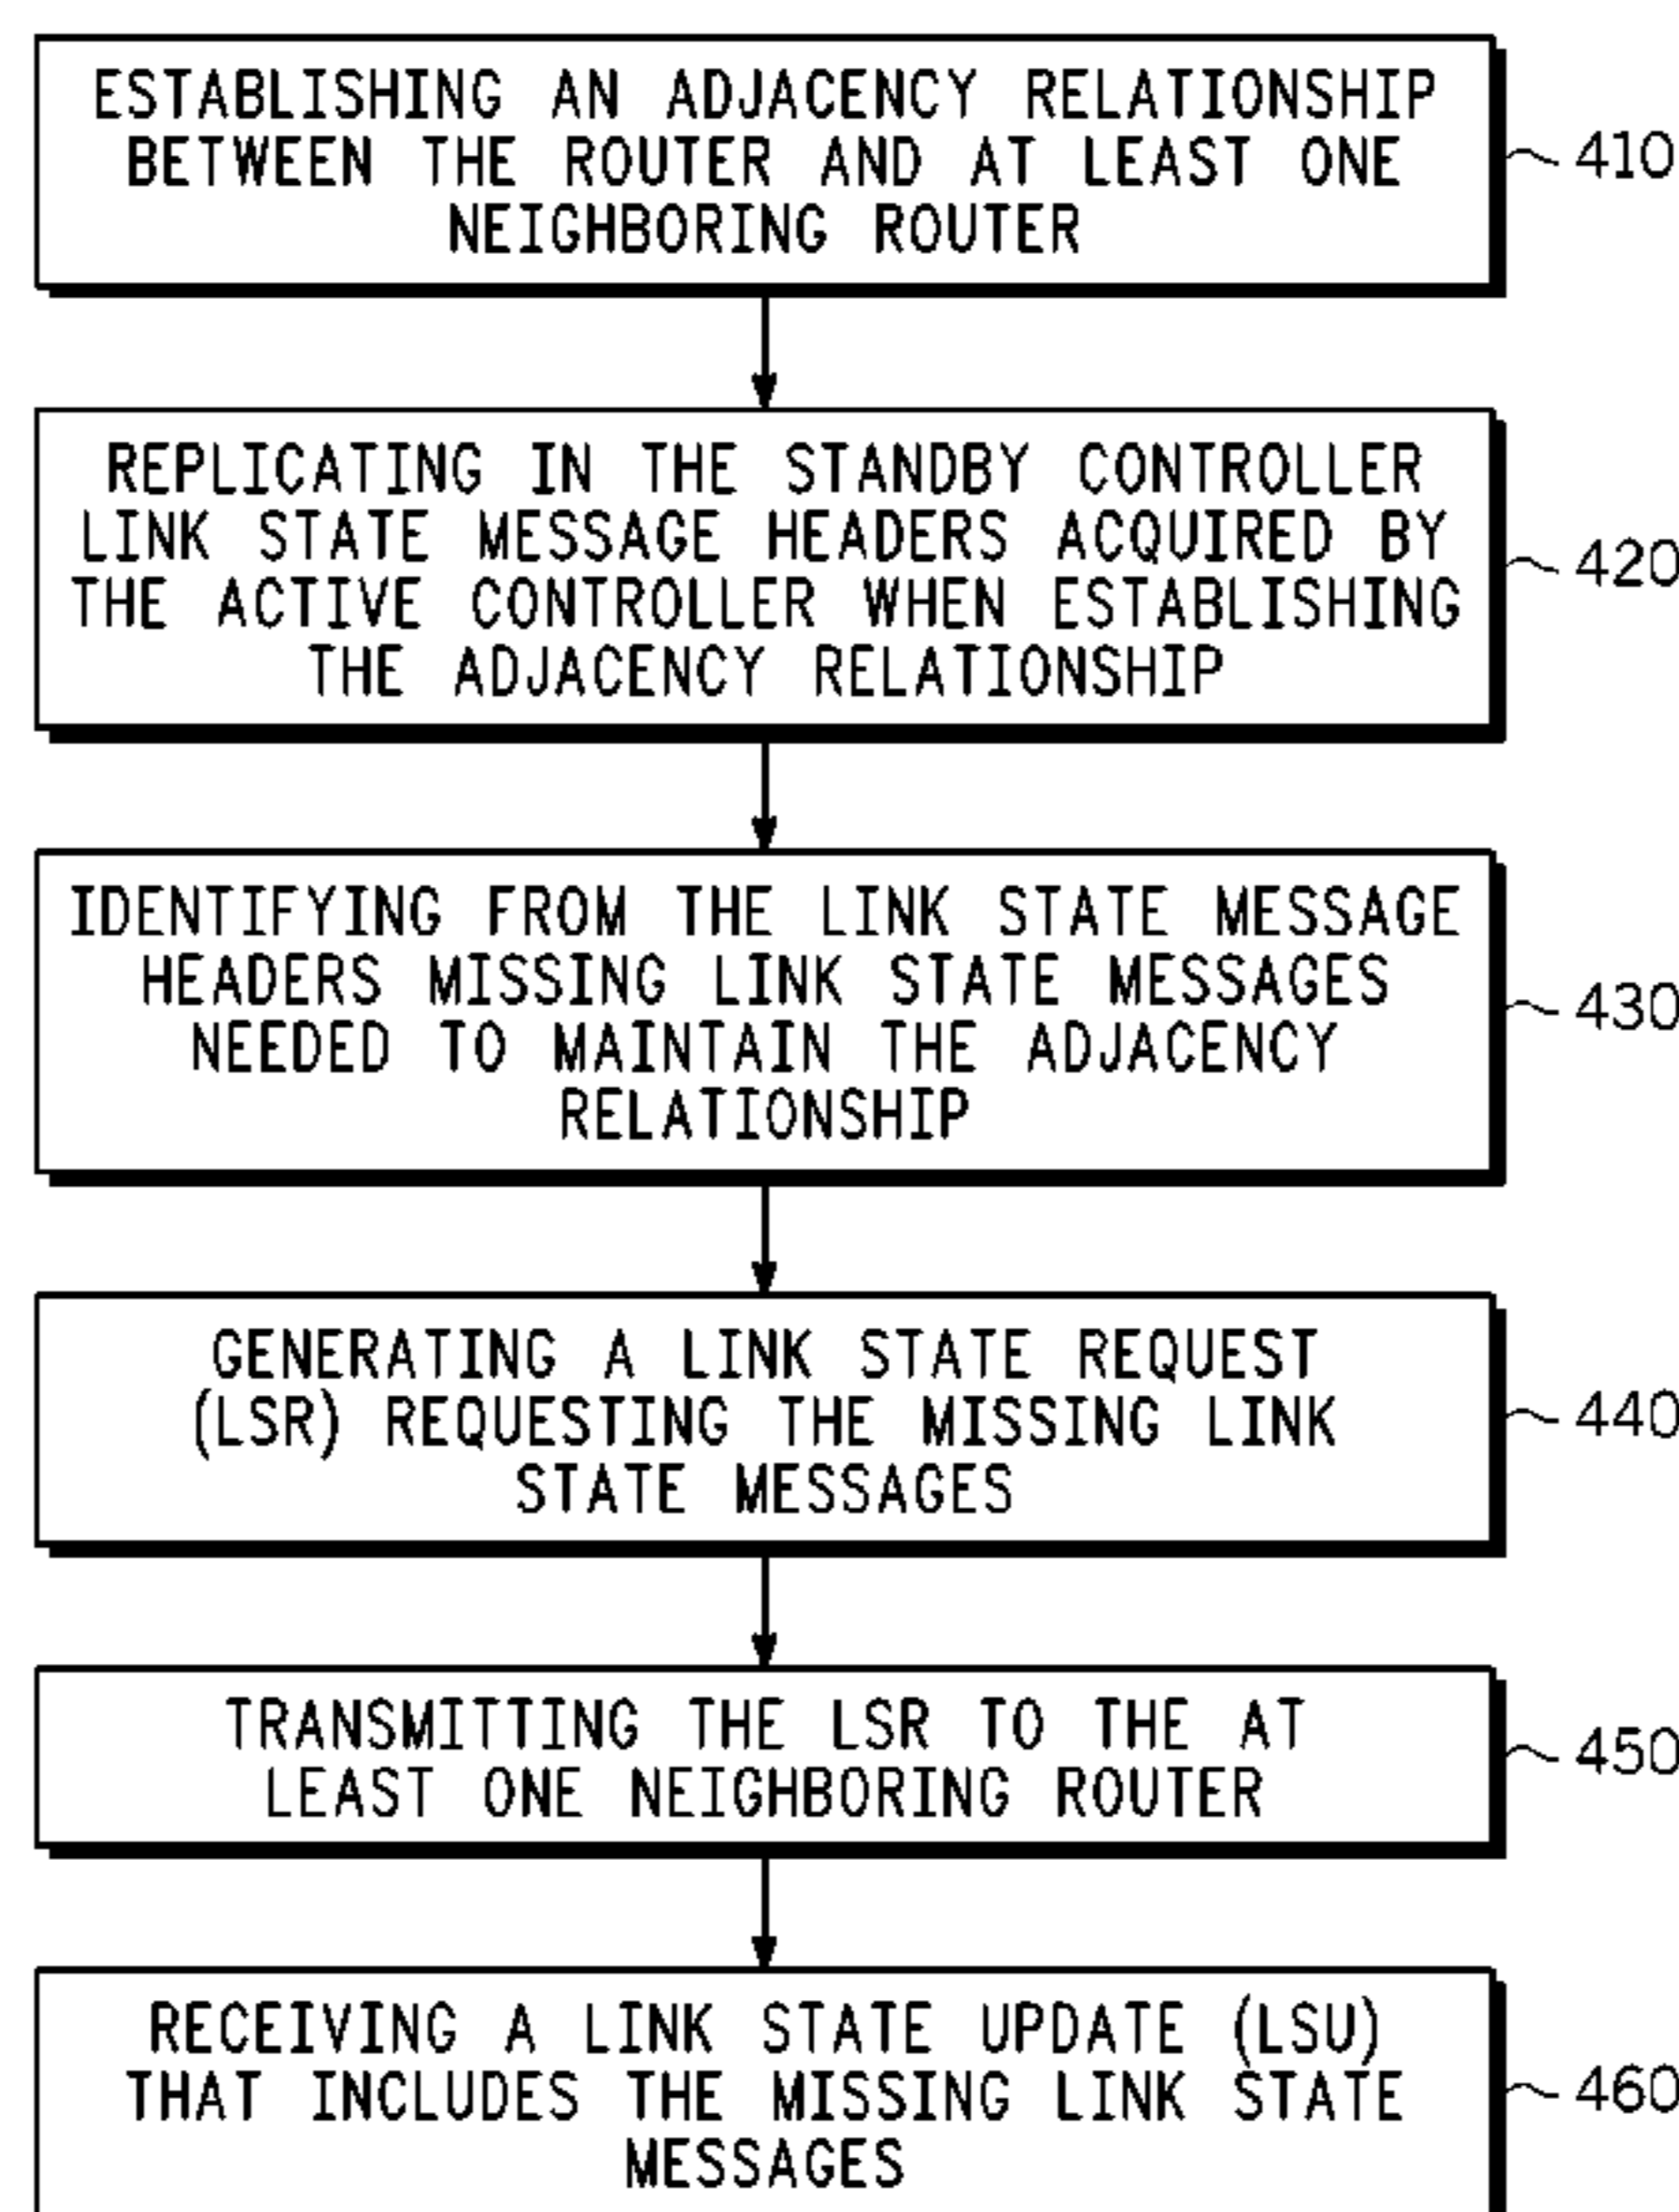 ESTABLISHING AN ADJACENCY RELATIONSHIP
BETWEEN THE ROUTER AND AT LEAST ONE
NEIGHBORING ROUTER
410
REPLICATING IN THE STANDBY CONTROLLER
LINK STATE MESSAGE HEADERS ACQUIRED BY
THE ACTIVE CONTROLLER WHEN ESTABLISHING
THE ADJACENCY RELATIONSHIP
420
IDENTIFYING FROM THE LINK STATE MESSAGE
HEADERS MISSING LINK STATE MESSAGES
NEEDED TO MAINTAIN THE ADJACENCY
RELATIONSHIP
430
GENERATING A LINK STATE REQUEST
(LSR) REQUESTING THE MISSING LINK
STATE MESSAGES
440
TRANSMITTING THE LSR TO THE AT
LEAST ONE NEIGHBORING ROUTER
450
RECEIVING A LINK STATE UPDATE (LSU)
THAT INCLUDES THE MISSING LINK STATE
MESSAGES
460